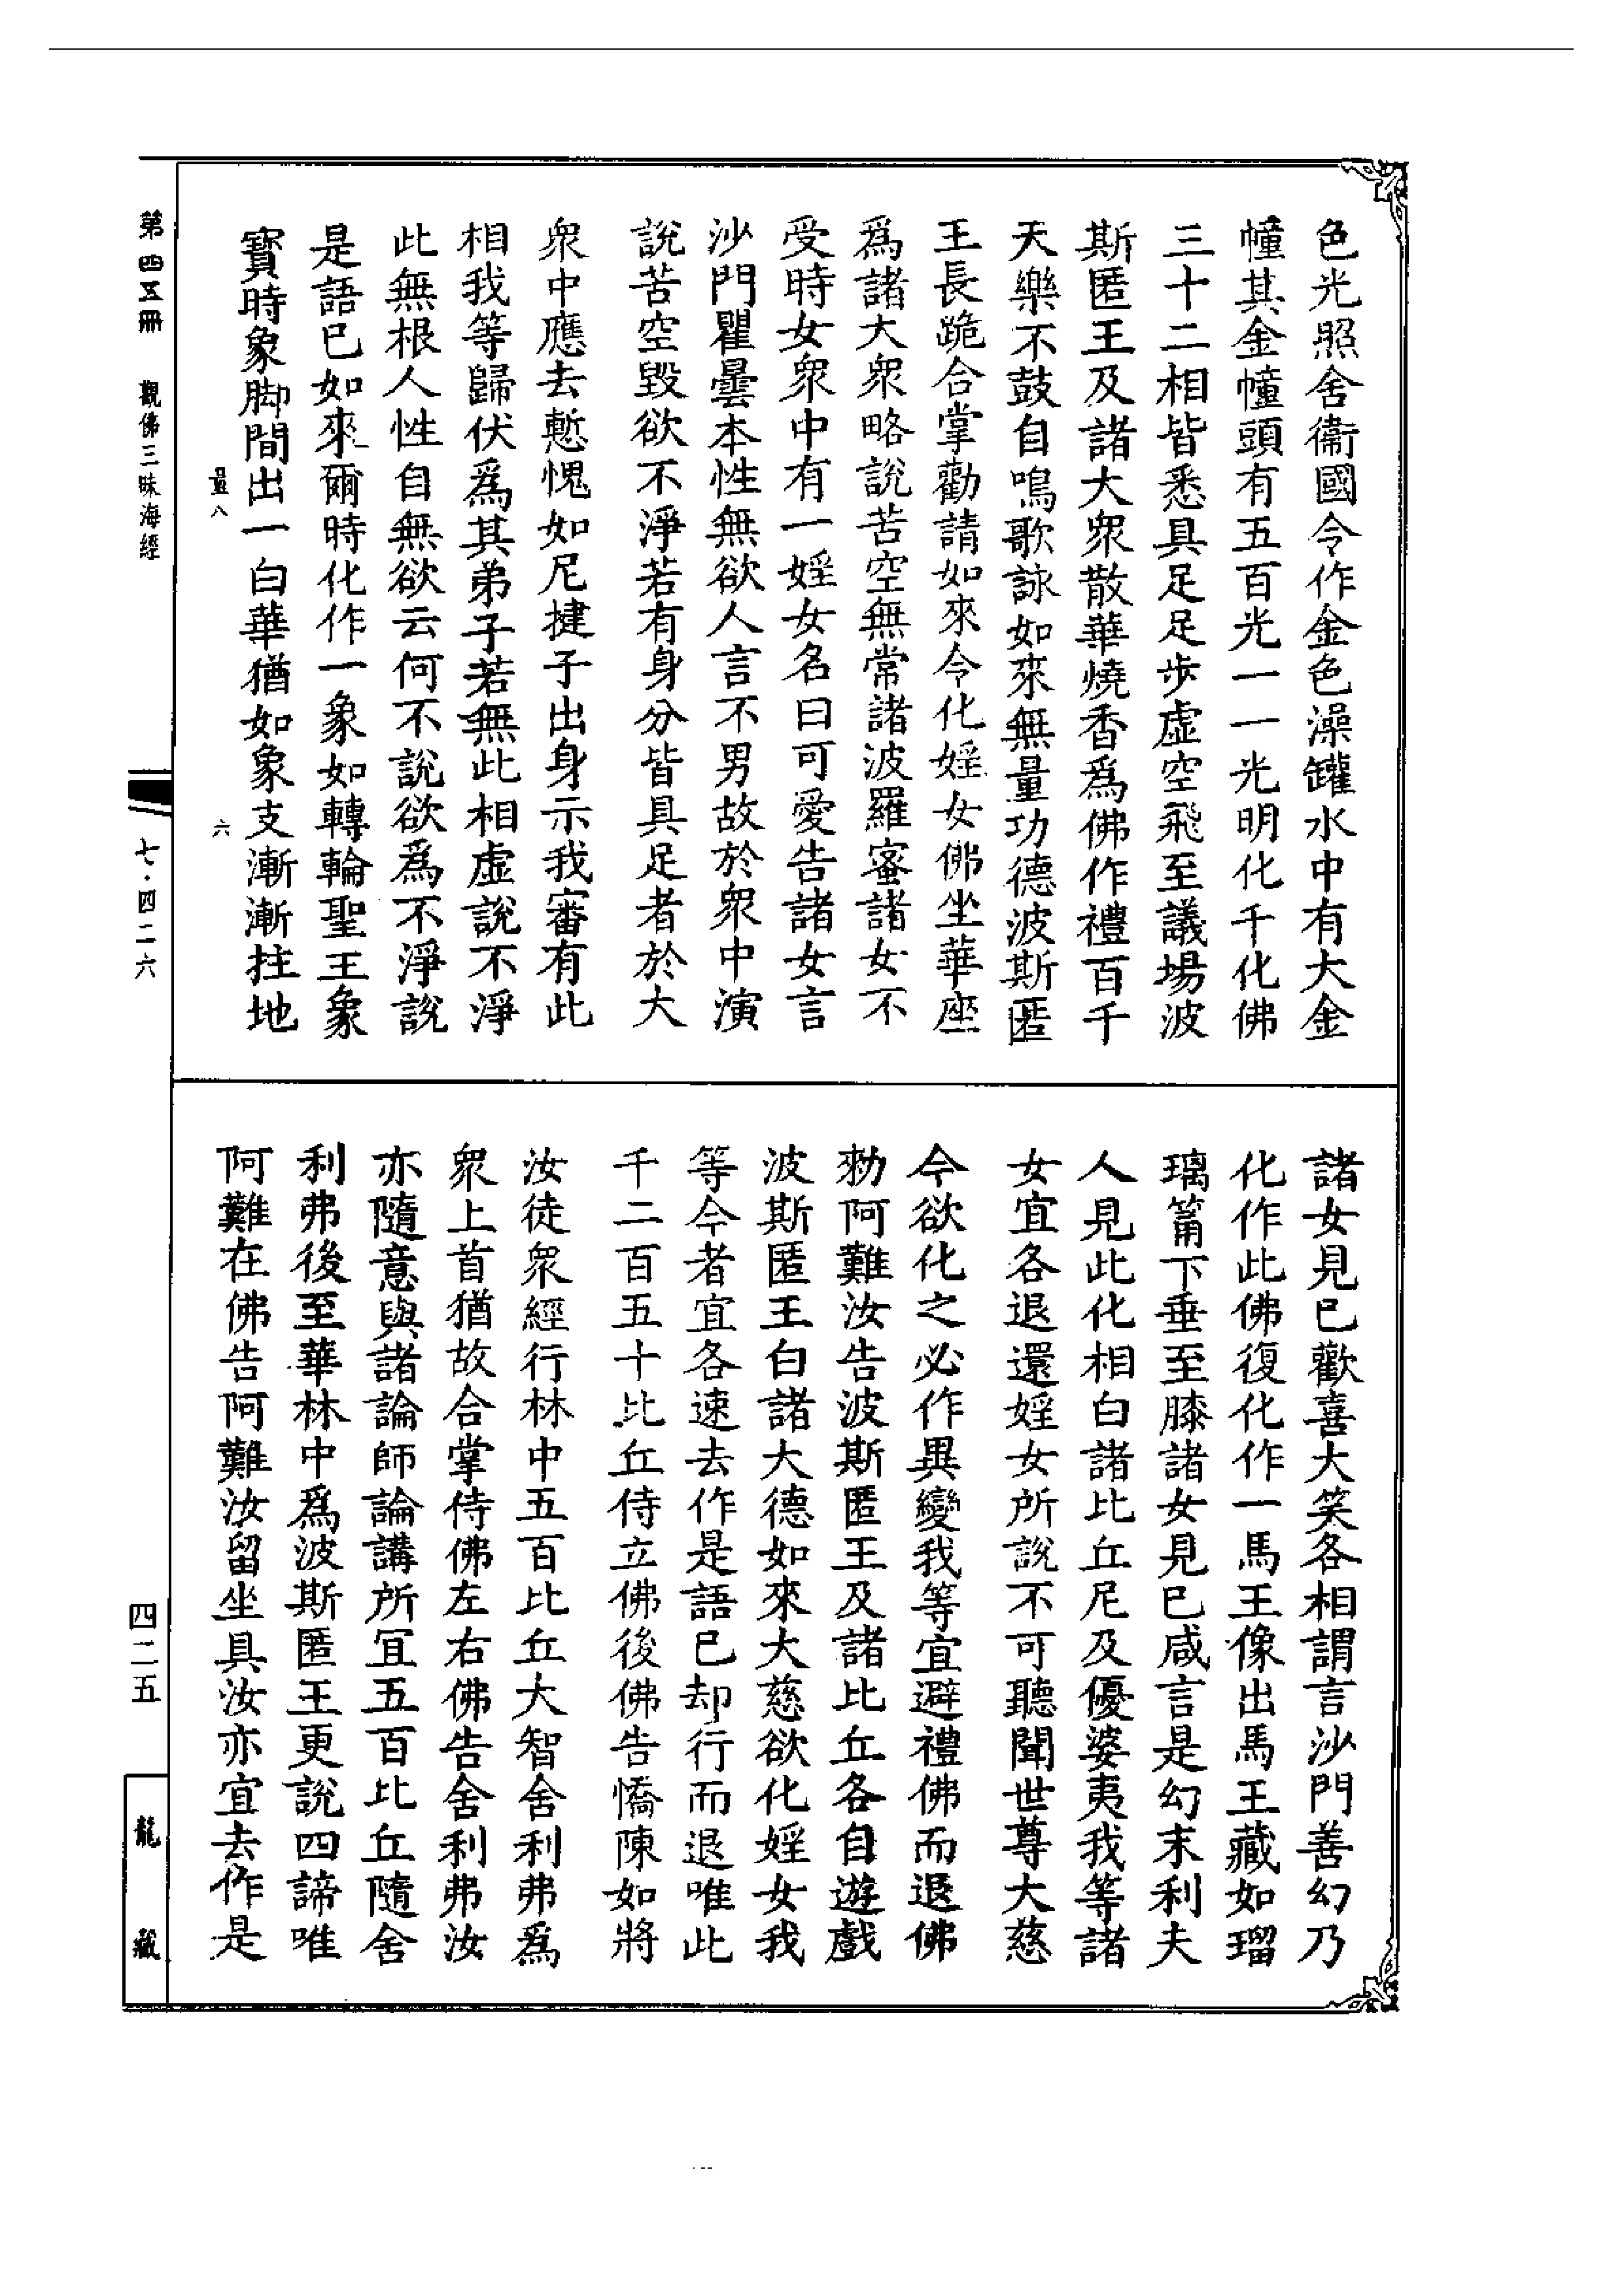 色光照舍衞國令作金色澡罐水中有大金
幢其金幢頭有五百光一一光明化千化佛
三十二相皆悉具足足步虚空飛至議場波
斯匿王及諸大衆散華燒香爲佛作禮百千
天樂不鼓自鳴歌詠如來無量功德波斯匿
王長跪合掌勸請如來令化婬女佛坐華座
爲諸大衆略說苦空無常諸波羅蜜諸女不
受時女衆中有一婬女名曰可愛告諸女言
沙門瞿曇本性無欲人言不男故於衆中演
說苦空毀欲不淨若有身分皆具足者於大
衆中應去慙愧如尼揵子出身示我審有此
相我等歸伏爲其弟子若無此相虚說不淨
此無根人性自無欲云何不說欲爲不淨說
是語已如來爾時化作一象如轉輪聖王象
寳時象脚間出一白華猶如象支漸漸拄地
諸女見已歡喜大笑各相謂言沙門善幻乃
化作此佛復化作一馬王像出馬王藏如瑠
璃筩下垂至膝諸女見已咸言是幻末利夫
人見此化相白諸比丘尼及優婆夷我等諸
女宜各退還婬女所說不可聽聞世尊大慈
今欲化之必作異變我等宜避禮佛而退佛
勑阿難汝告波斯匿王及諸比丘各自遊戲
波斯匿王白諸大德如來大慈欲化婬女我
等今者宜各速去作是語已却行而退唯此
千二百五十比丘侍立佛後佛告憍陳如將
汝徒衆經行林中五百比丘大智舍利弗爲
衆上首猶故合掌侍佛左右佛告舍利弗汝
亦隨意與諸論師論講所宜五百比丘隨舍
利弗後至華林中爲波斯匿王更說四諦唯
阿難在佛告阿難汝留坐具汝亦宜去作是
第四五冊 觀佛三昧海經
量八 六
七·四二六
四二五
龍藏